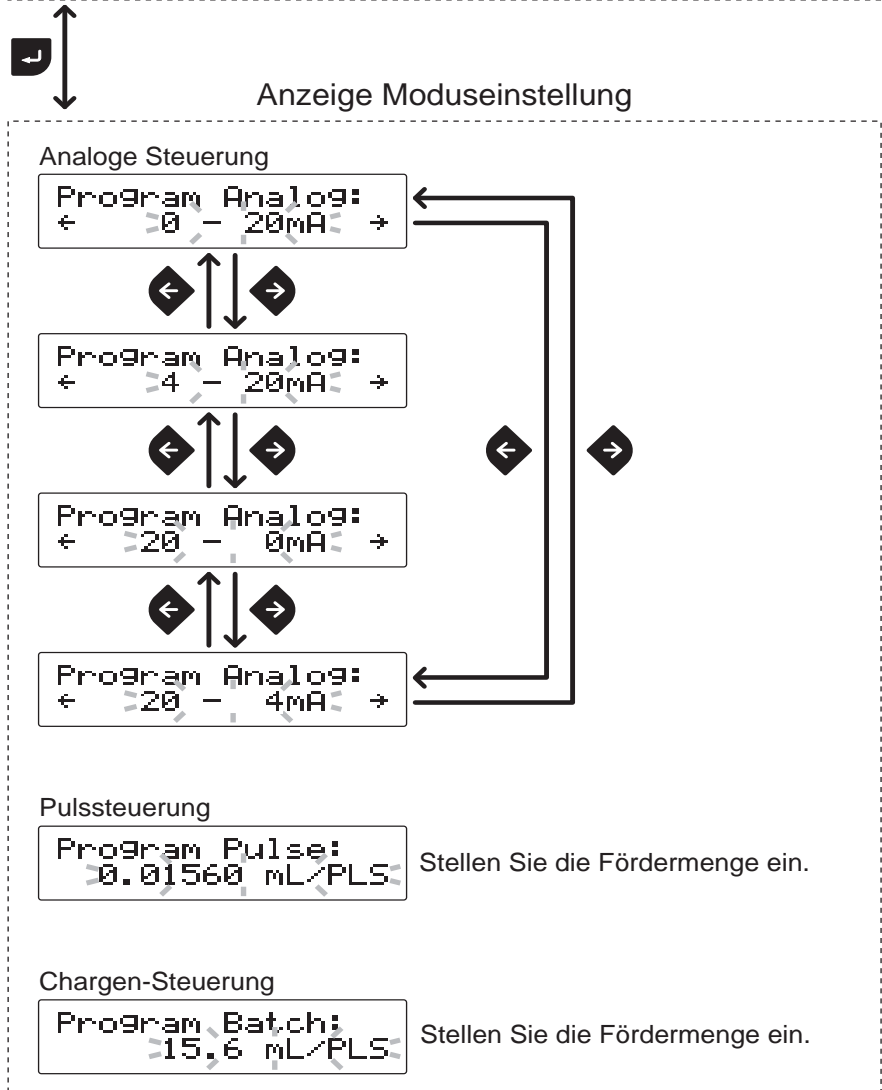 Anzeige Moduseinstellung
Analoge Steuerung
Program Analog:
← 0 – 20mA →
Program Analog:
← 4 – 20mA →
Program Analog:
← 20 – 0mA →
Program Analog:
← 20 – 4mA →
Pulssteuerung
Program Pulse:
0.01560 mL/PLS
Stellen Sie die Fördermenge ein.
Chargen-Steuerung
Program Batch:
15.6 mL/PLS
Stellen Sie die Fördermenge ein.